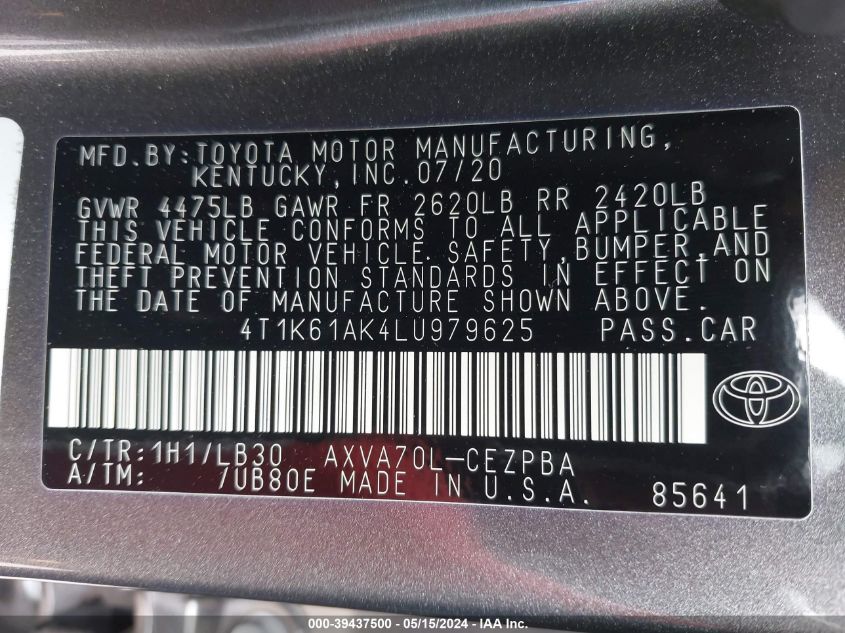 MFD.BY:TOYOTA MOTOR MANUFACTURING,
KENTUCKY,INC.07/20
GVWR 4475LB GAWR FR 2620LB RR 2420LB
THIS VEHICLE CONFORMS TO ALL APPLICABLE
FEDERAL MOTOR VEHICLE SAFETY,BUMPER,AND
THEFT PREVENTION STANDARDS IN EFFECT ON
THE DATE OF MANUFACTURE SHOWN ABOVE.
4T1K61AK4LU979625 PASS.CAR
C/TR:1H1/LB30 AXVA70L-CEZPBA
A/TM: 7UB80E MADE IN U.S.A. 85641
000-39437500 - 05/15/2024 - IAA Inc.